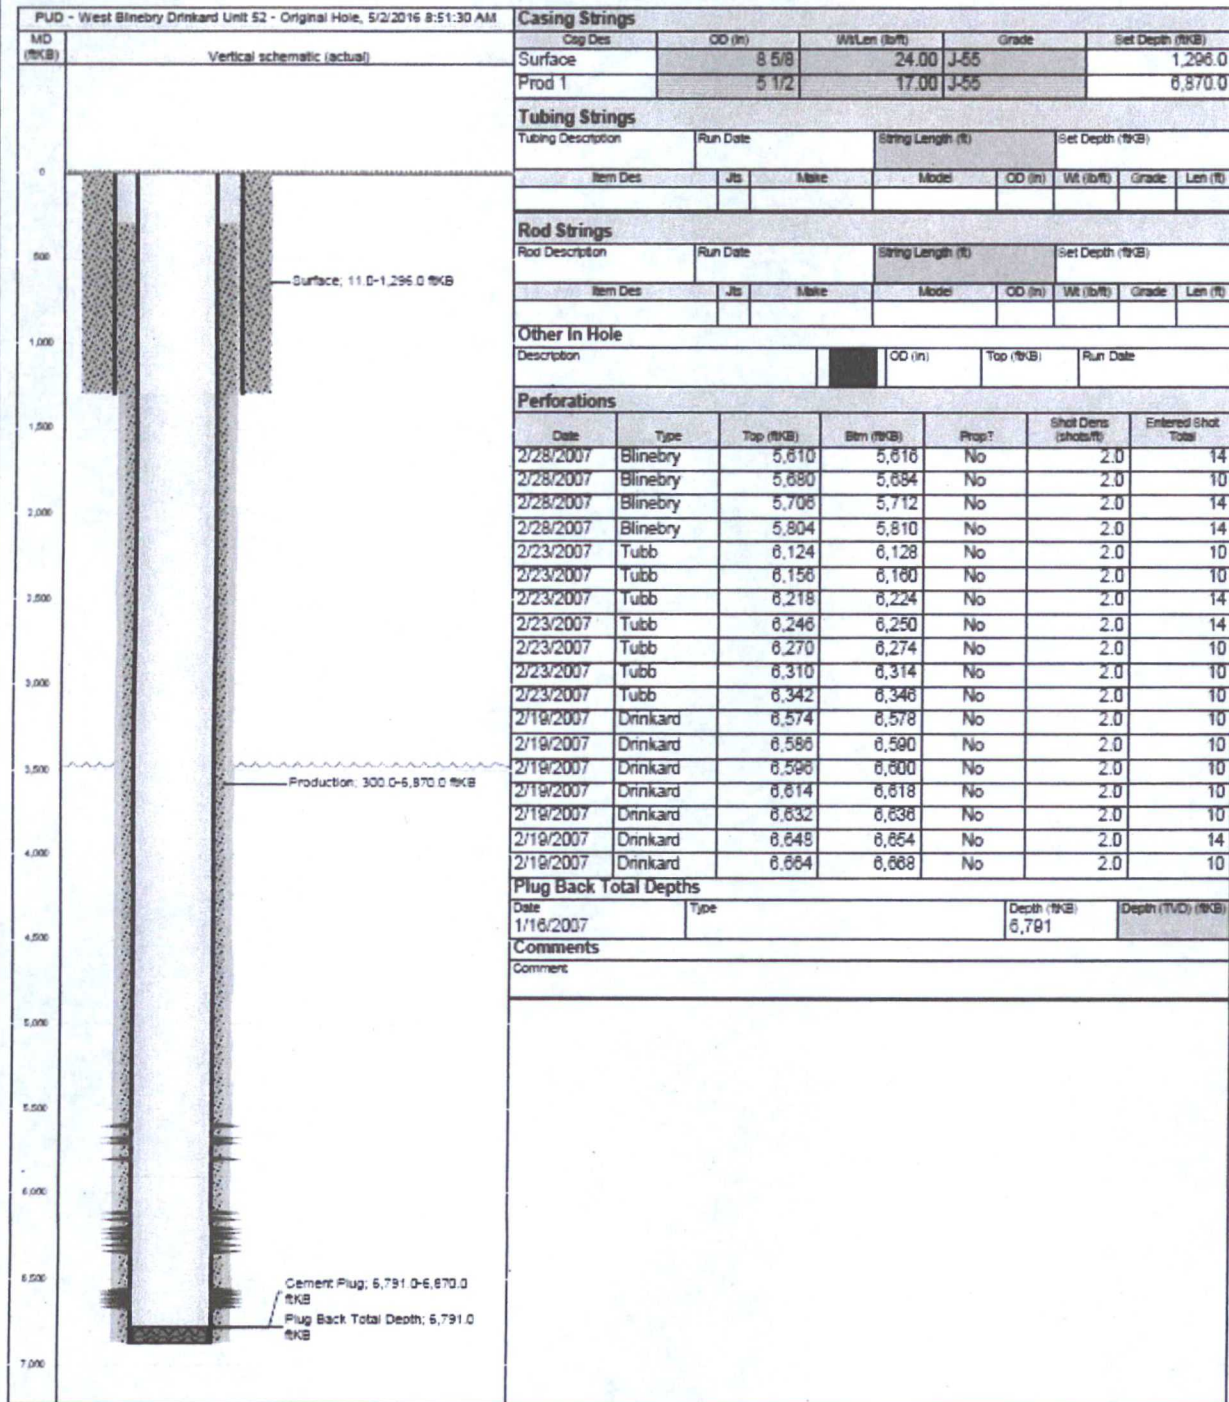 PUD - West Blinebry Drinkard Unit 52 - Original Hole, 5/2/2016 8:51:30 AM
MD (ftKB)
Vertical schematic (actual)
0
500
1,000
1,500
2,000
2,500
3,000
3,500
4,000
4,500
5,000
5,500
6,000
6,500
7,000
Surface; 11.0-1,296.0 ftKB
Production; 300.0-6,870.0 ftKB
Cement Plug; 6,791.0-6,870.0
ftKB
Plug Back Total Depth; 6,791.0
ftKB
Casing Strings
Csg Des OD (in) Wt/Len (lb/ft) Grade Set Depth (ftKB)
Surface 8 5/8 24.00 J-55 1,296.0
Prod 1 5 1/2 17.00 J-55 6,870.0
Tubing Strings
Tubing Description Run Date String Length (ft) Set Depth (ftKB)
Item Des Jts Make Model OD (in) Wt (lb/ft) Grade Len (ft)
Rod Strings
Rod Description Run Date String Length (ft) Set Depth (ftKB)
Item Des Jts Make Model OD (in) Wt (lb/ft) Grade Len (ft)
Other In Hole
Description OD (in) Top (ftKB) Run Date
Perforations
Date Type Top (ftKB) Btm (ftKB) Prop? Shot Dens (shots/ft) Entered Shot Total
2/28/2007 Blinebry 5,610 5,616 No 2.0 14
2/28/2007 Blinebry 5,680 5,684 No 2.0 10
2/28/2007 Blinebry 5,706 5,712 No 2.0 14
2/28/2007 Blinebry 5,804 5,810 No 2.0 14
2/23/2007 Tubb 6,124 6,128 No 2.0 10
2/23/2007 Tubb 6,156 6,160 No 2.0 10
2/23/2007 Tubb 6,218 6,224 No 2.0 14
2/23/2007 Tubb 6,246 6,250 No 2.0 14
2/23/2007 Tubb 6,270 6,274 No 2.0 10
2/23/2007 Tubb 6,310 6,314 No 2.0 10
2/23/2007 Tubb 6,342 6,346 No 2.0 10
2/19/2007 Drinkard 6,574 6,578 No 2.0 10
2/19/2007 Drinkard 6,586 6,590 No 2.0 10
2/19/2007 Drinkard 6,596 6,600 No 2.0 10
2/19/2007 Drinkard 6,614 6,618 No 2.0 10
2/19/2007 Drinkard 6,632 6,636 No 2.0 10
2/19/2007 Drinkard 6,648 6,654 No 2.0 14
2/19/2007 Drinkard 6,664 6,668 No 2.0 10
Plug Back Total Depths
Date Type Depth (ftKB) Depth (TVD) (ftKB)
1/16/2007 6,791
Comments
Comment